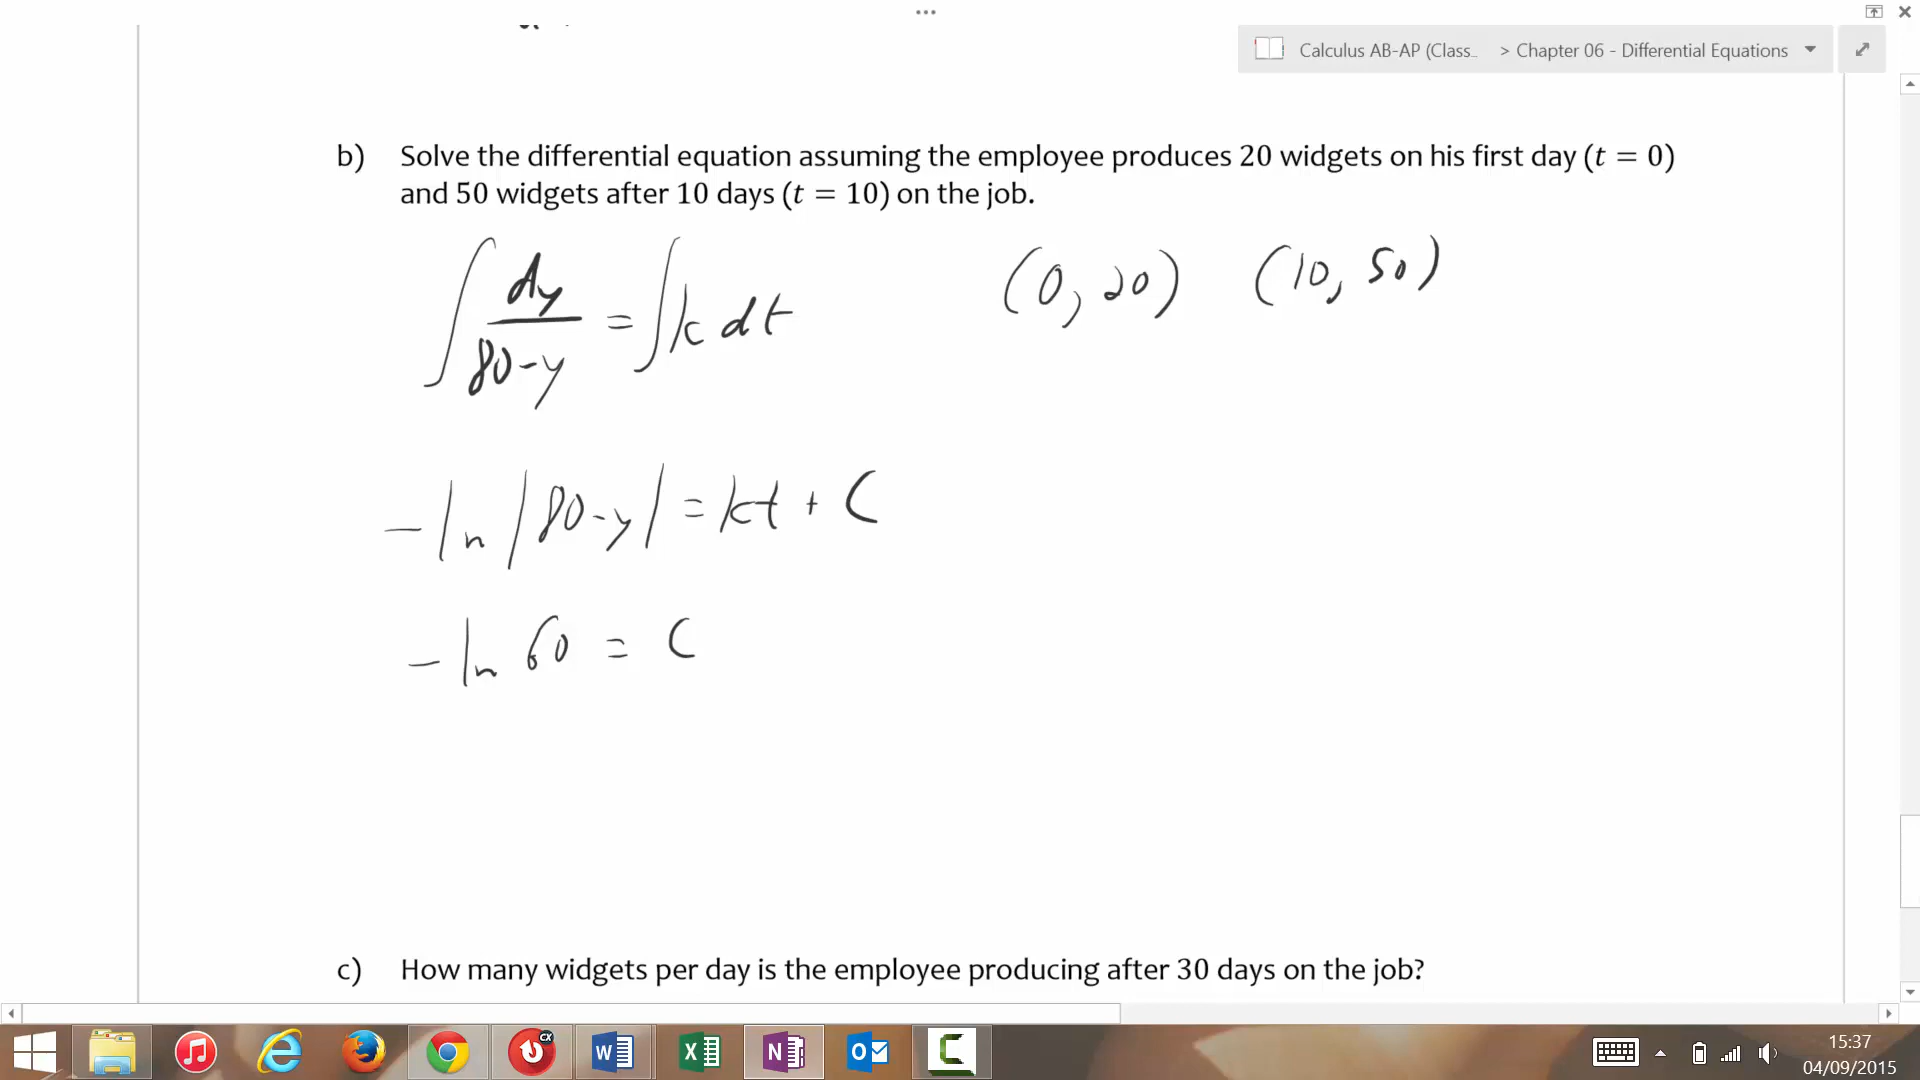 Calculus AB-AP (Class... > Chapter 06 - Differential Equations
b) Solve the differential equation assuming the employee produces 20 widgets on his first day (t = 0)
and 50 widgets after 10 days (t = 10) on the job.
∫ dy/(80-y) = ∫ k dt (0, 20) (10, 50)
-ln |80-y| = kt + C
-ln 60 = C
c) How many widgets per day is the employee producing after 30 days on the job?
15:37
04/09/2015